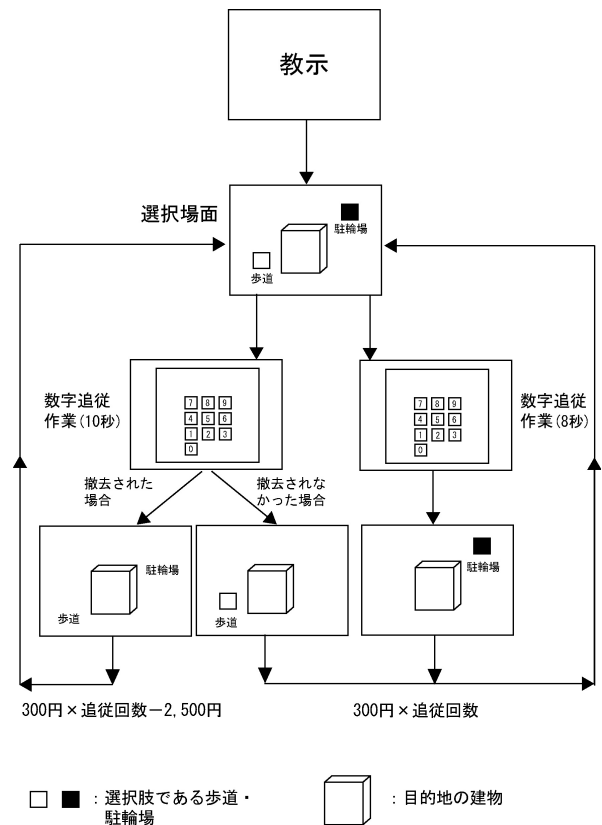 教示
選択場面
駐輪場
歩道
数字追従
作業(10秒)
7 8 9
4 5 6
1 2 3
0
7 8 9
4 5 6
1 2 3
0
数字追従
作業(8秒)
撤去された
場合
撤去されな
かった場合
駐輪場
歩道
歩道
駐輪場
300円×追従回数－2,500円
300円×追従回数
：選択肢である歩道・
駐輪場
：目的地の建物